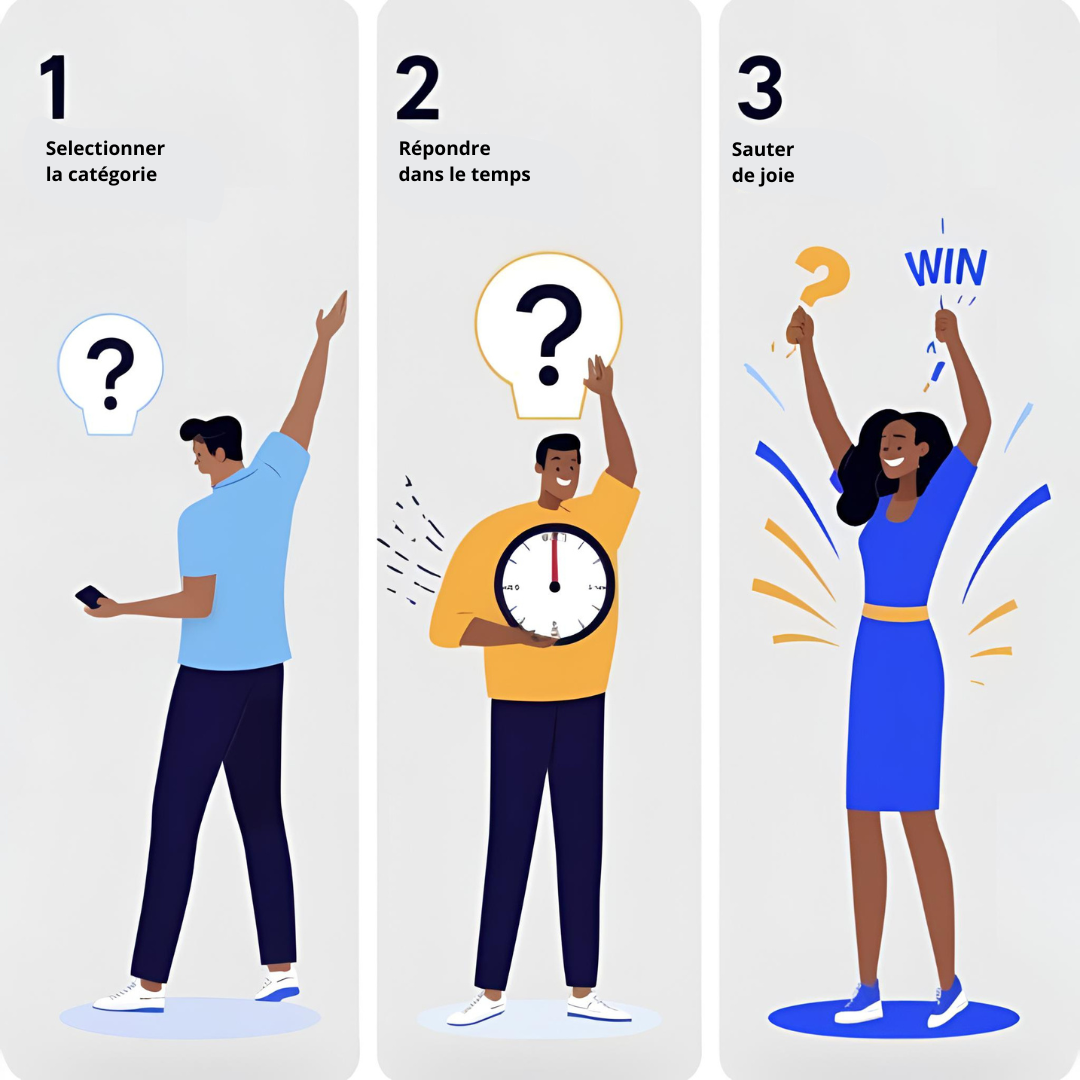 1
Selectionner
la catégorie
?
2
Répondre
dans le temps
?
3
Sauter
de joie
?
WIN